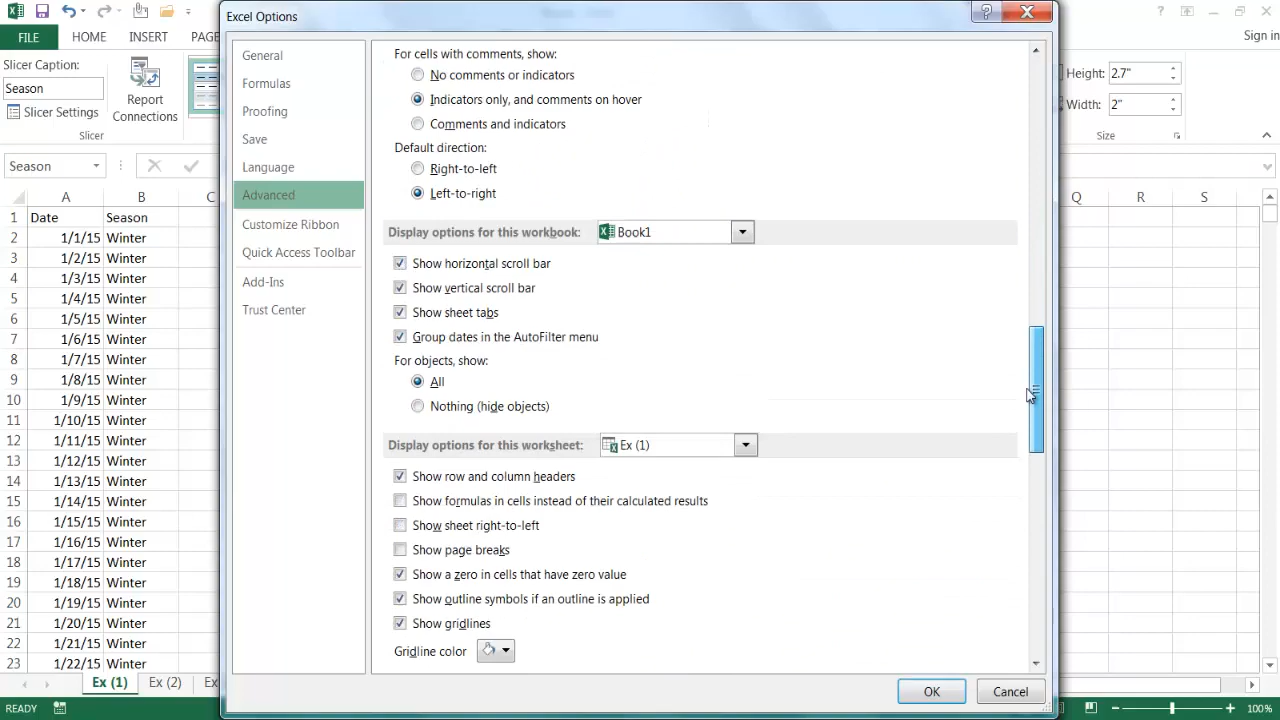 Excel Options
FILE HOME INSERT PAG
Sign in
Slicer Caption:
Season
Slicer Settings
Report
Connections
Slicer
Height: 2.7"
Width: 2"
Size
Season
A B C Q R S
1 Date Season
2 1/1/15 Winter
3 1/2/15 Winter
4 1/3/15 Winter
5 1/4/15 Winter
6 1/5/15 Winter
7 1/6/15 Winter
8 1/7/15 Winter
9 1/8/15 Winter
10 1/9/15 Winter
11 1/10/15 Winter
12 1/11/15 Winter
13 1/12/15 Winter
14 1/13/15 Winter
15 1/14/15 Winter
16 1/15/15 Winter
17 1/16/15 Winter
18 1/17/15 Winter
19 1/18/15 Winter
20 1/19/15 Winter
21 1/20/15 Winter
22 1/21/15 Winter
23 1/22/15 Winter
Ex (1) Ex (2) Ex
READY
100%
General
Formulas
Proofing
Save
Language
Advanced
Customize Ribbon
Quick Access Toolbar
Add-Ins
Trust Center
For cells with comments, show:
No comments or indicators
Indicators only, and comments on hover
Comments and indicators
Default direction:
Right-to-left
Left-to-right
Display options for this workbook: Book1
Show horizontal scroll bar
Show vertical scroll bar
Show sheet tabs
Group dates in the AutoFilter menu
For objects, show:
All
Nothing (hide objects)
Display options for this worksheet: Ex (1)
Show row and column headers
Show formulas in cells instead of their calculated results
Show sheet right-to-left
Show page breaks
Show a zero in cells that have zero value
Show outline symbols if an outline is applied
Show gridlines
Gridline color
OK Cancel